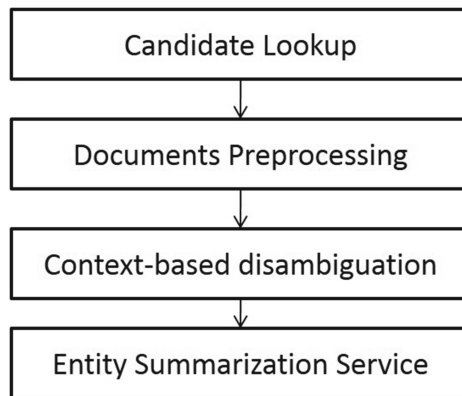 Candidate Lookup
Documents Preprocessing
Context-based disambiguation
Entity Summarization Service